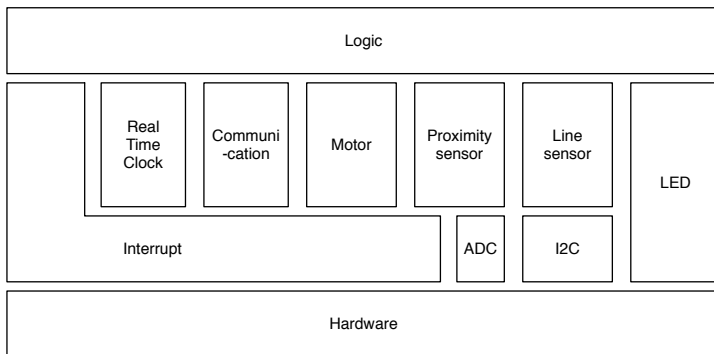 Logic
Real
Time
Clock
Communi
-cation
Motor
Proximity
sensor
Line
sensor
LED
Interrupt
ADC
I2C
Hardware